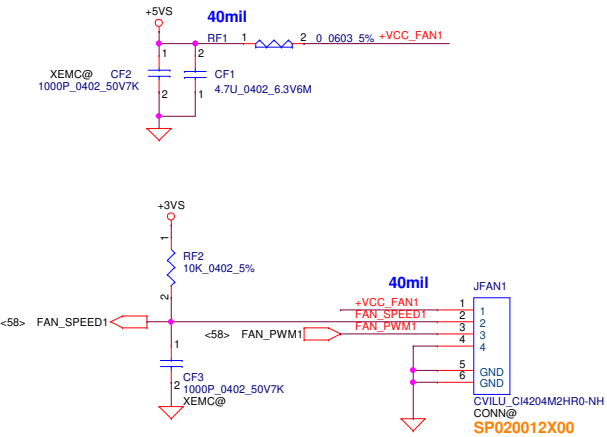 +5VS
40mil
RF1 1 2 0_0603_5% +VCC_FAN1
1 2
XEMC@ CF2 CF1
1000P_0402_50V7K 4.7U_0402_6.3V6M
2 1
+3VS
1
RF2
10K_0402_5%
2
40mil
JFAN1
+VCC_FAN1 1 1
<58> FAN_SPEED1 FAN_SPEED1 2 2
<58> FAN_PWM1 FAN_PWM1 3 3
4 4
1
5 GND
6 GND
CF3
2 1000P_0402_50V7K
XEMC@
CVILU_CI4204M2HR0-NH
CONN@
SP020012X00